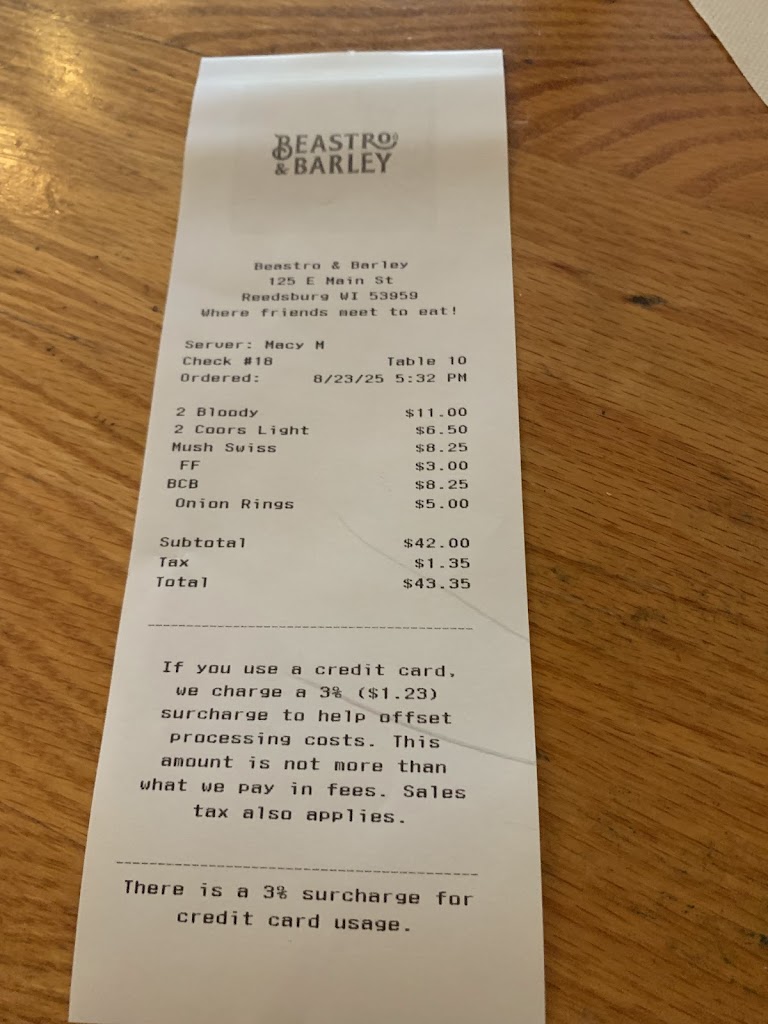 BEASTRO
& BARLEY
Beastro & Barley
125 E Main St
Reedsburg WI 53959
Where friends meet to eat!
Server: Macy M
Check #18 Table 10
Ordered: 8/23/25 5:32 PM
2 Bloody $11.00
2 Coors Light $6.50
Mush Swiss $8.25
FF $3.00
BCB $8.25
Onion Rings $5.00
Subtotal $42.00
Tax $1.35
Total $43.35
If you use a credit card,
we charge a 3% ($1.23)
surcharge to help offset
processing costs. This
amount is not more than
what we pay in fees. Sales
tax also applies.
There is a 3% surcharge for
credit card usage.